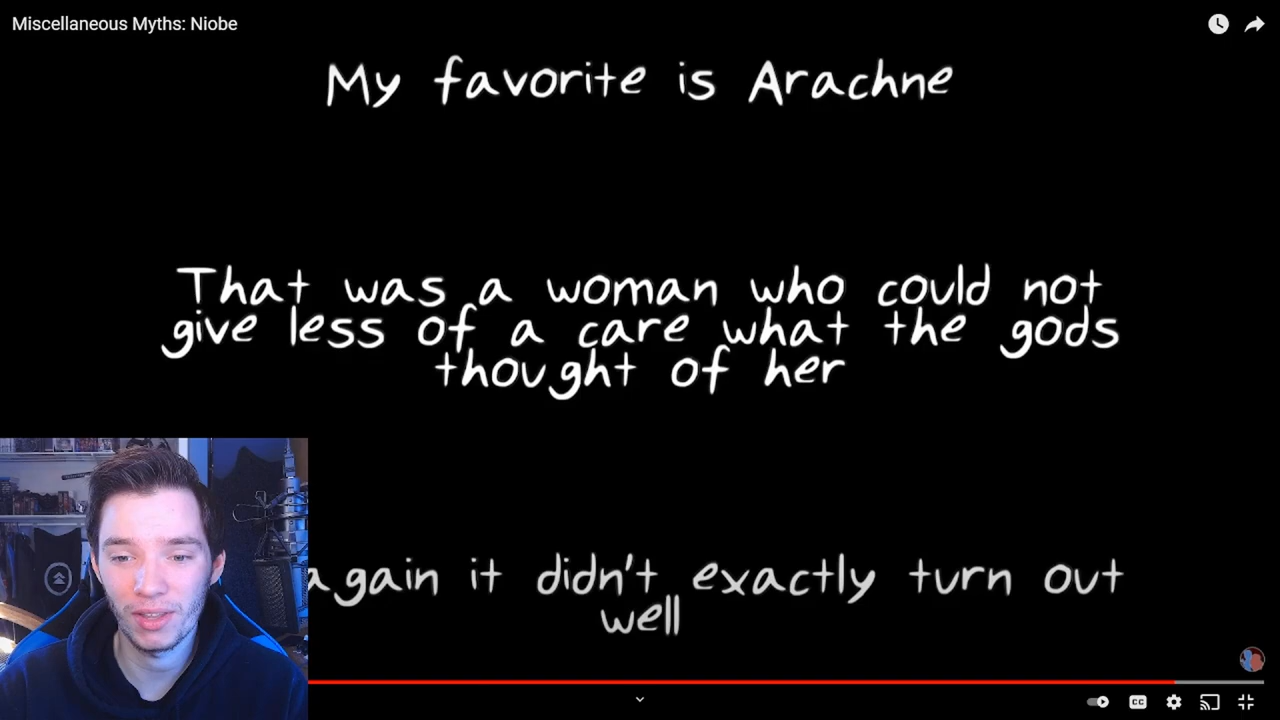 Miscellaneous Myths: Niobe
My favorite is Arachne
That was a woman who could not
give less of a care what the gods
thought of her
again it didn't exactly turn out
well
CC